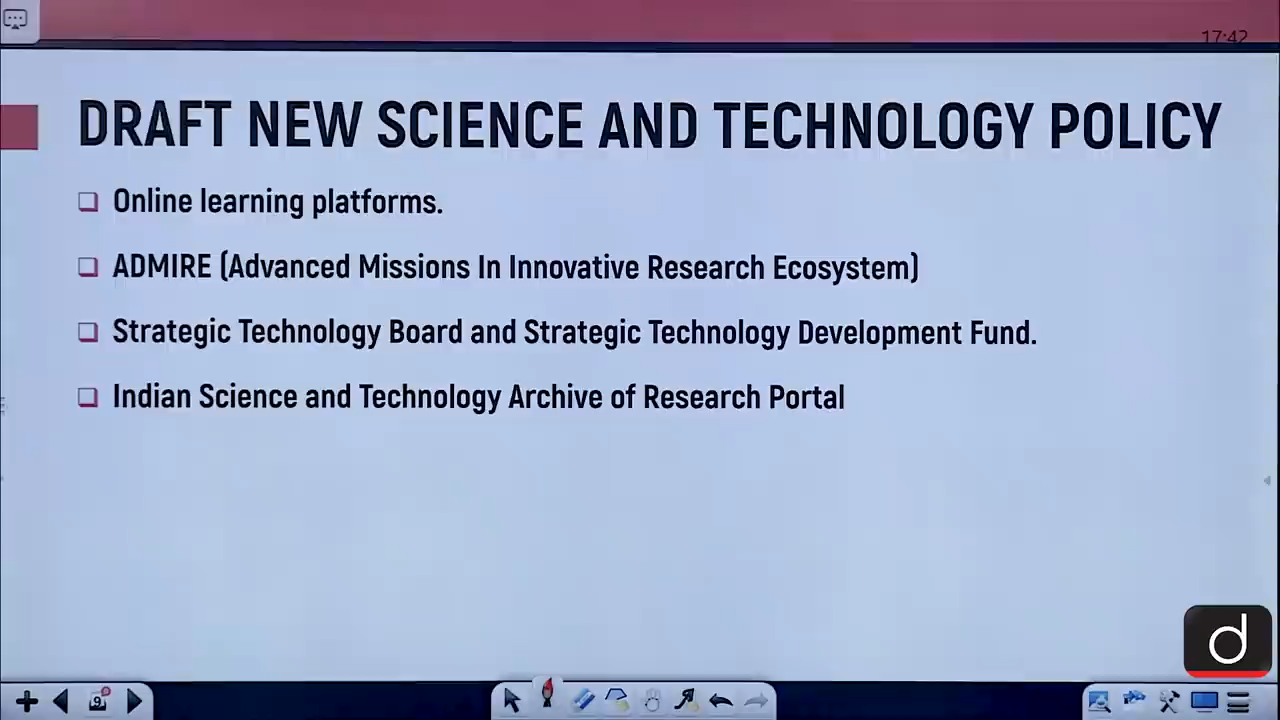 17:42
DRAFT NEW SCIENCE AND TECHNOLOGY POLICY
Online learning platforms.
ADMIRE (Advanced Missions In Innovative Research Ecosystem)
Strategic Technology Board and Strategic Technology Development Fund.
Indian Science and Technology Archive of Research Portal
d
9